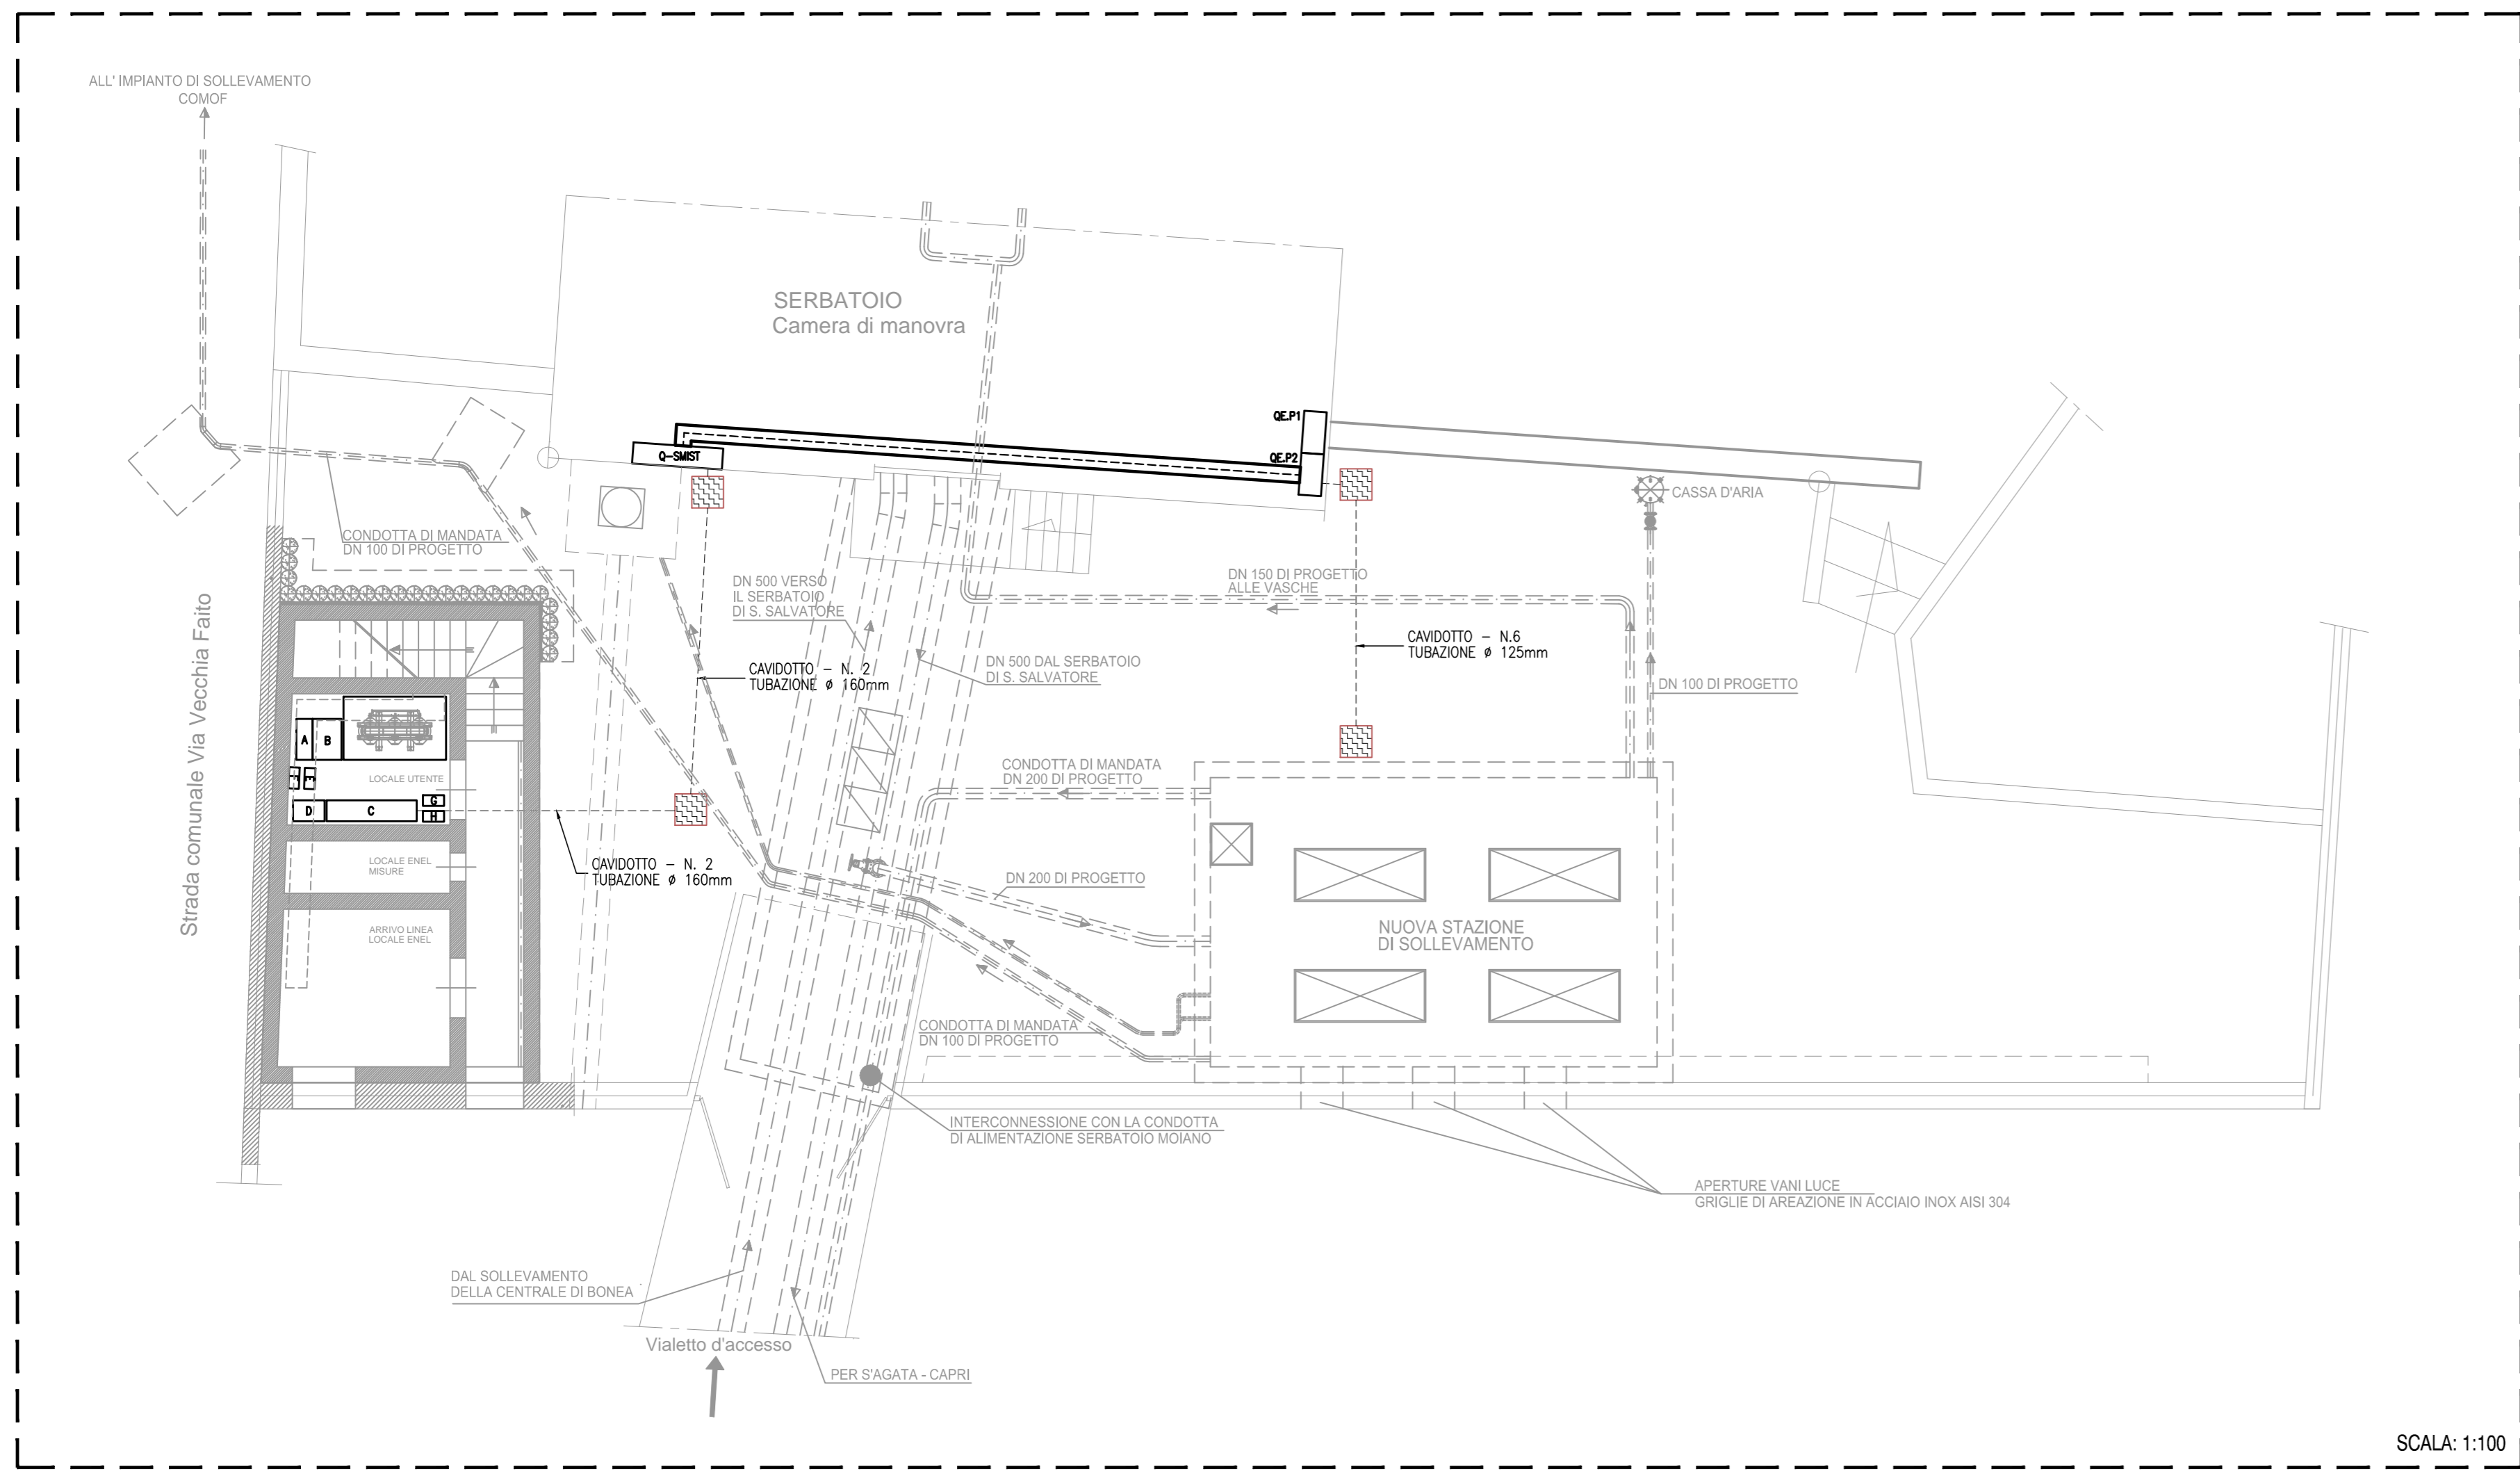 ALL' IMPIANTO DI SOLLEVAMENTO
COMOF
SERBATOIO
Camera di manovra
QE.P1
QE.P2
Q-SMIST
CASSA D'ARIA
CONDOTTA DI MANDATA
DN 100 DI PROGETTO
DN 500 VERSO
IL SERBATOIO
DI S. SALVATORE
DN 150 DI PROGETTO
ALLE VASCHE
Strada comunale Via Vecchia Faito
CAVIDOTTO - N. 2
TUBAZIONE ø 160mm
DN 500 DAL SERBATOIO
DI S. SALVATORE
CAVIDOTTO - N.6
TUBAZIONE ø 125mm
DN 100 DI PROGETTO
A
B
LOCALE UTENTE
F
E
D
C
G
H
CONDOTTA DI MANDATA
DN 200 DI PROGETTO
LOCALE ENEL
MISURE
CAVIDOTTO - N. 2
TUBAZIONE ø 160mm
DN 200 DI PROGETTO
ARRIVO LINEA
LOCALE ENEL
NUOVA STAZIONE
DI SOLLEVAMENTO
CONDOTTA DI MANDATA
DN 100 DI PROGETTO
INTERCONNESSIONE CON LA CONDOTTA
DI ALIMENTAZIONE SERBATOIO MOIANO
APERTURE VANI LUCE
GRIGLIE DI AREAZIONE IN ACCIAIO INOX AISI 304
DAL SOLLEVAMENTO
DELLA CENTRALE DI BONEA
Vialetto d'accesso
PER S'AGATA - CAPRI
SCALA: 1:100